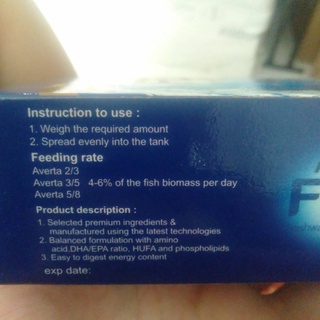 Instruction to use :
1. Weigh the required amount
2. Spread evenly into the tank
Feeding rate
Averta 2/3
Averta 3/5 4-6% of the fish biomass per day
Averta 5/8
Product description :
1. Selected premium ingredients &
manufactured using the latest technologies
2. Balanced formulation with amino
acid,DHA/EPA ratio, HUFA and phospholipids
3. Easy to digest energy content
exp date: